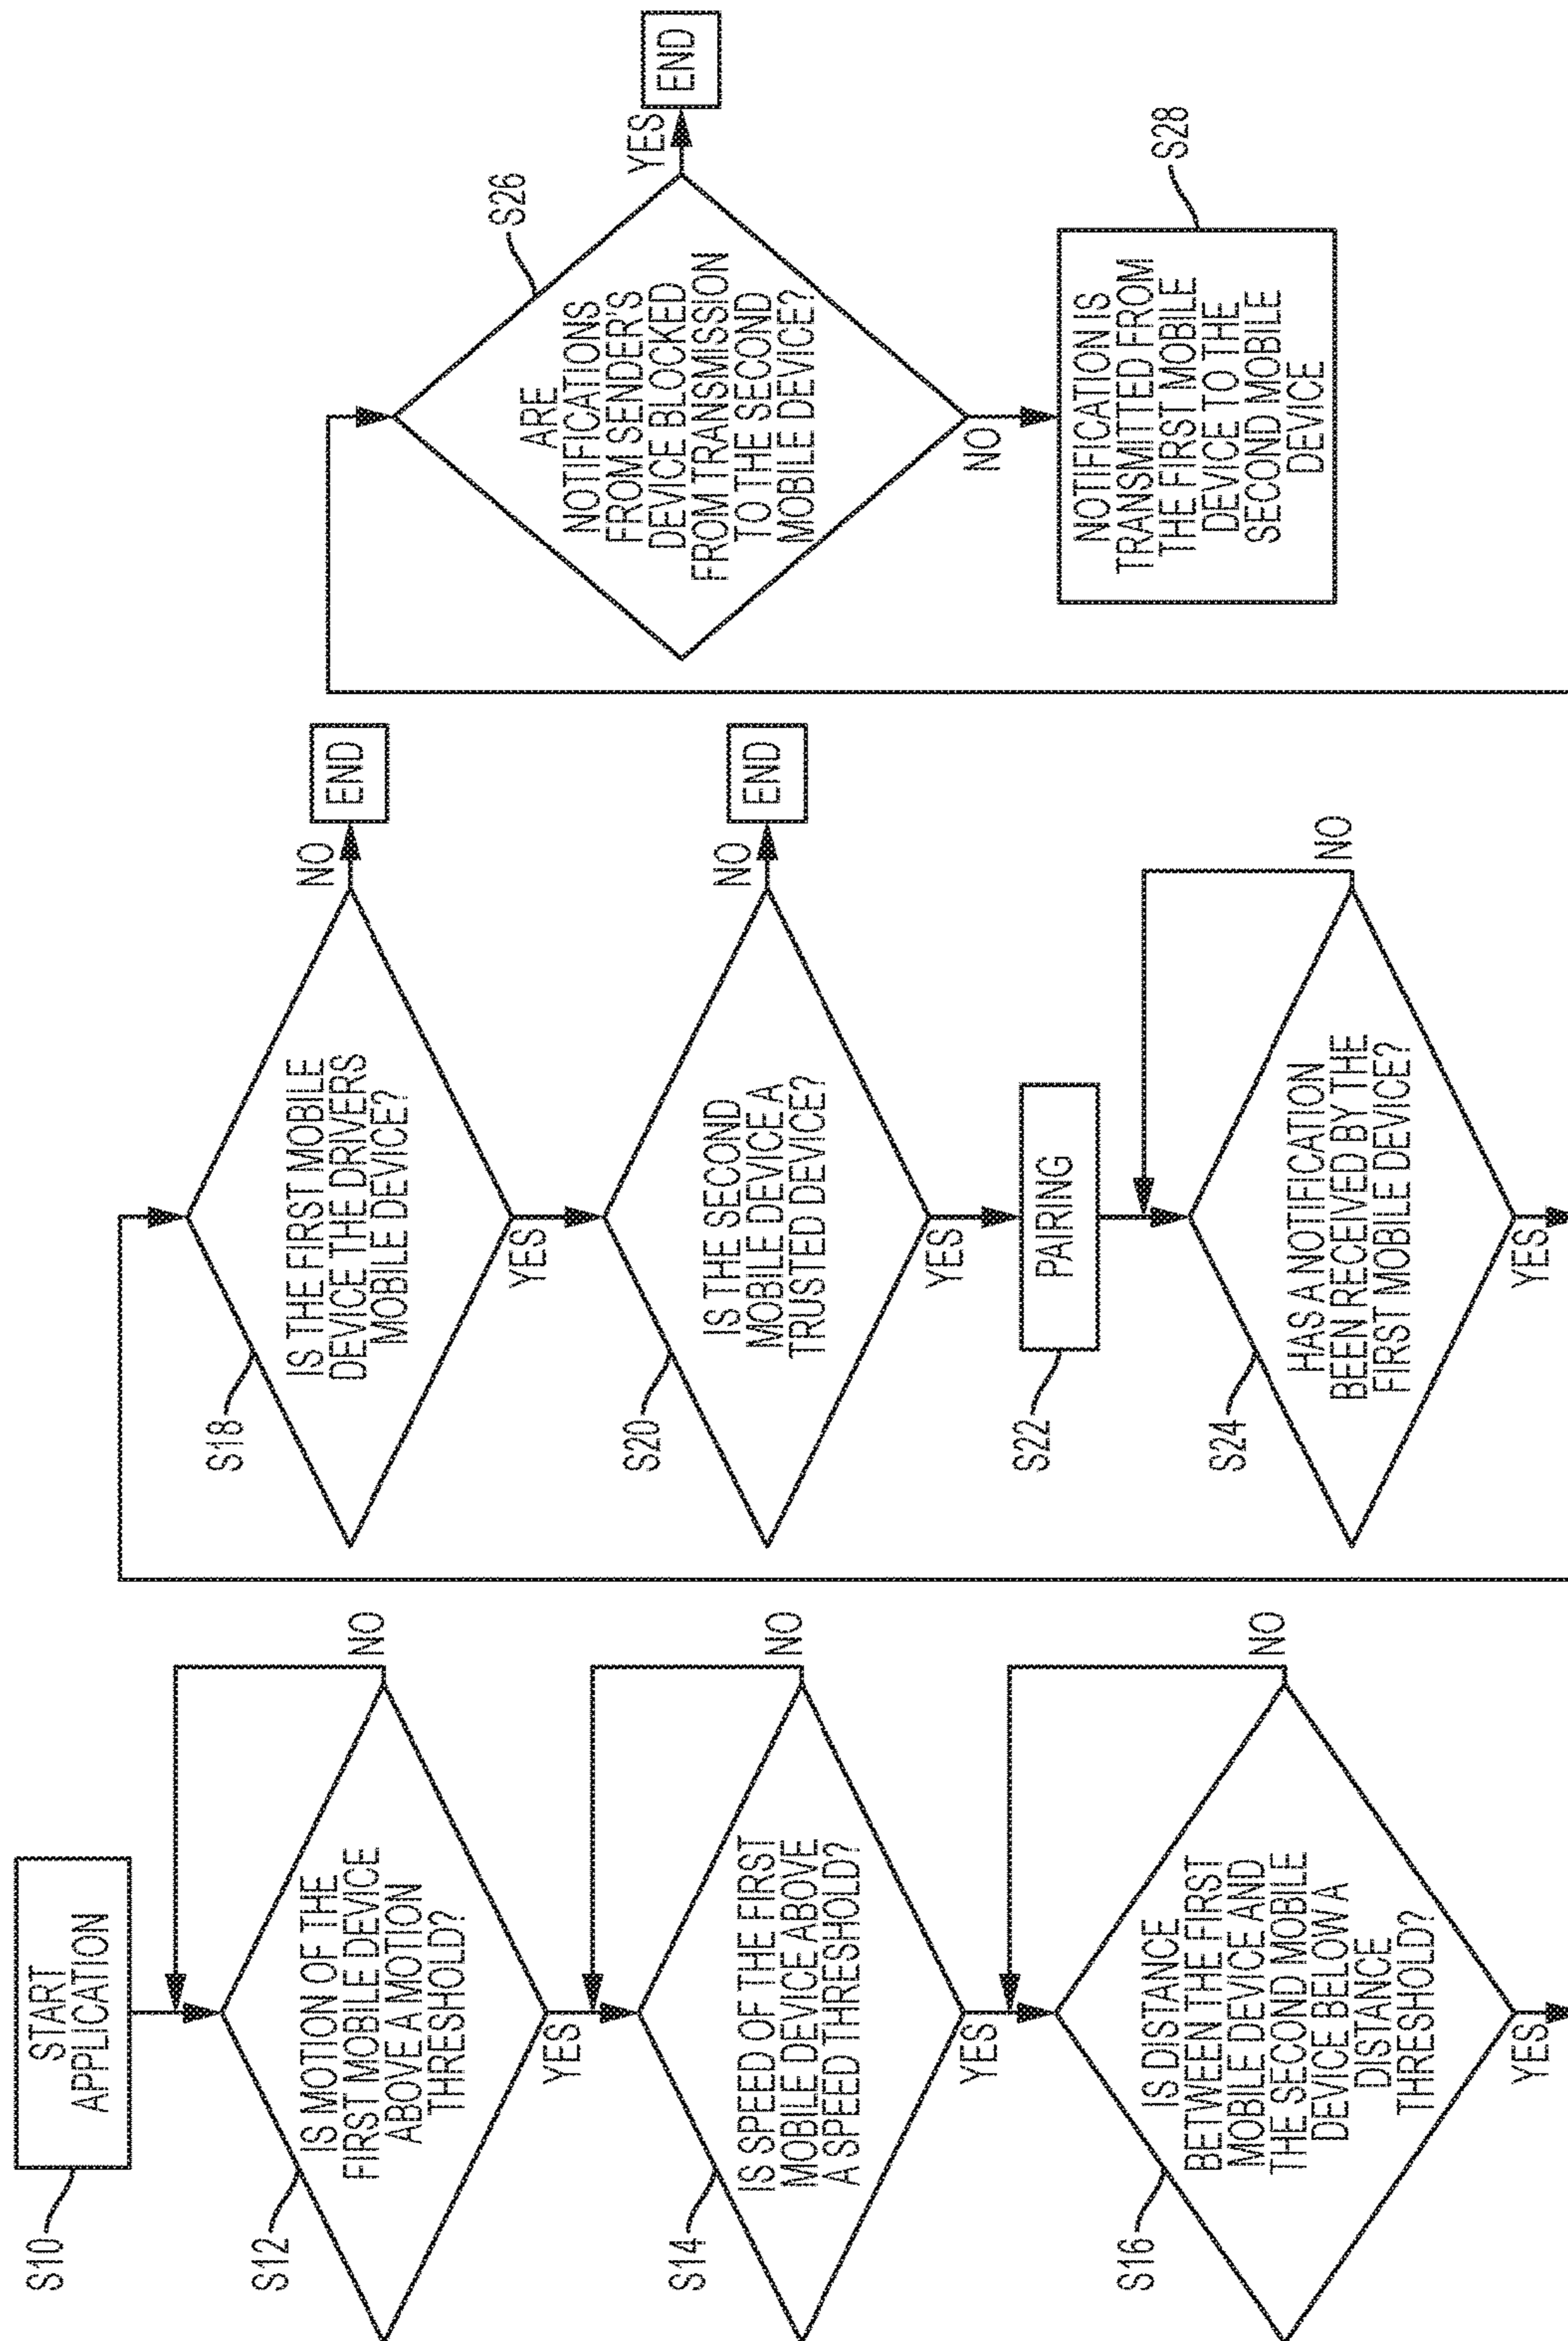 START
APPLICATION
S10
IS MOTION OF THE
FIRST MOBILE DEVICE
ABOVE A MOTION
THRESHOLD?
S12
NO
YES
IS SPEED OF THE FIRST
MOBILE DEVICE ABOVE
A SPEED THRESHOLD?
S14
NO
YES
IS DISTANCE
BETWEEN THE FIRST
MOBILE DEVICE AND
THE SECOND MOBILE
DEVICE BELOW A
DISTANCE
THRESHOLD?
S16
NO
YES
IS THE FIRST MOBILE
DEVICE THE DRIVERS
MOBILE DEVICE?
S18
NO
END
YES
IS THE SECOND
MOBILE DEVICE A
TRUSTED DEVICE?
S20
NO
END
YES
PAIRING
S22
HAS A NOTIFICATION
BEEN RECEIVED BY THE
FIRST MOBILE DEVICE?
S24
NO
YES
ARE
NOTIFICATIONS
FROM SENDER'S
DEVICE BLOCKED
FROM TRANSMISSION
TO THE SECOND
MOBILE DEVICE?
S26
YES
END
NO
NOTIFICATION IS
TRANSMITTED FROM
THE FIRST MOBILE
DEVICE TO THE
SECOND MOBILE
DEVICE
S28